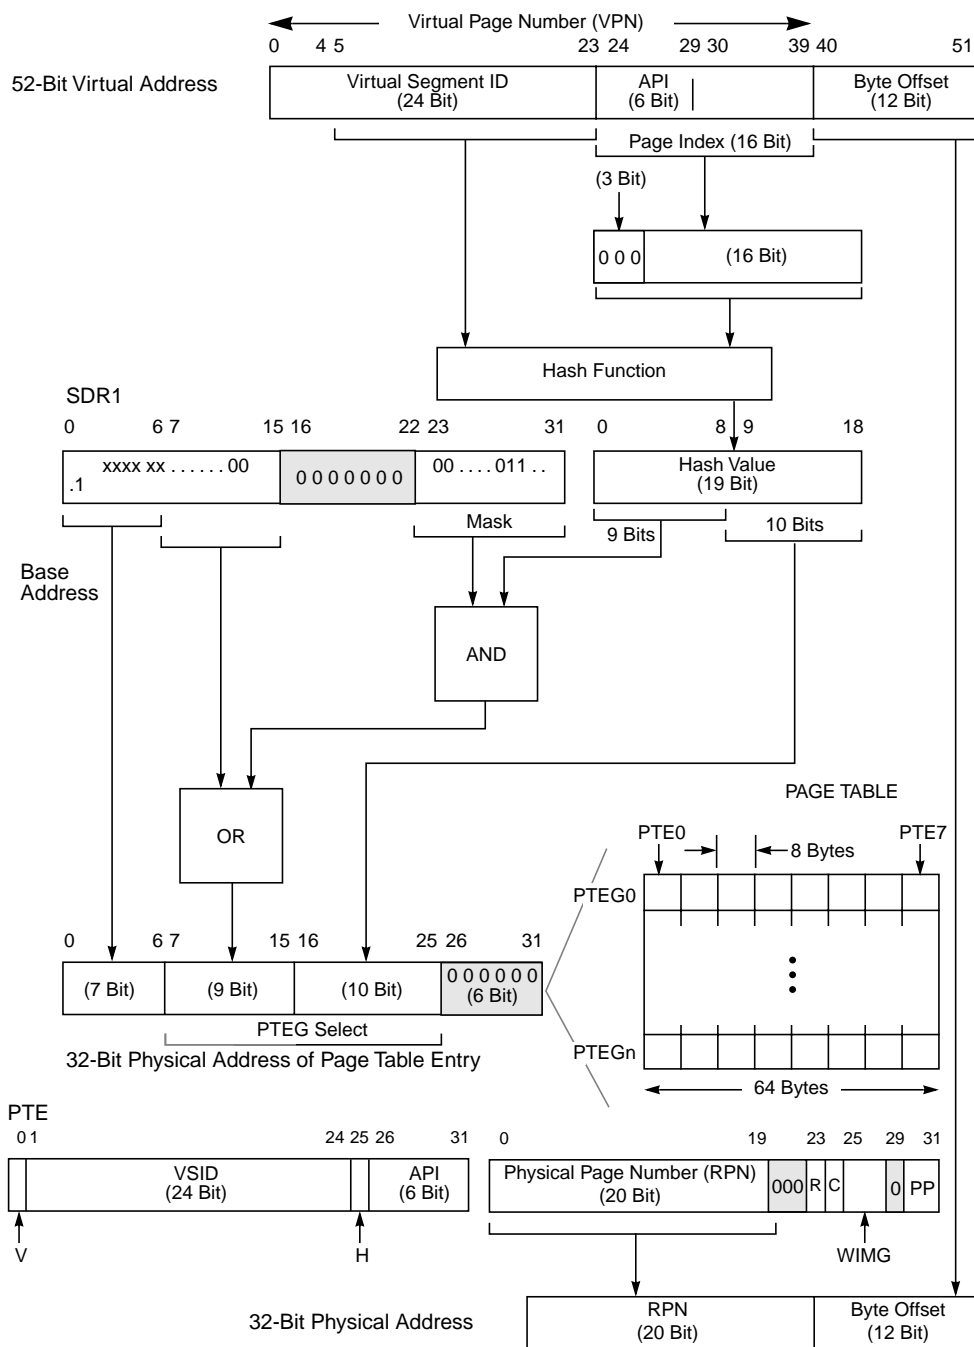 Virtual Page Number (VPN)
0 4 5 23 24 29 30 39 40 51
52-Bit Virtual Address
Virtual Segment ID
(24 Bit)
API
(6 Bit)
Byte Offset
(12 Bit)
Page Index (16 Bit)
(3 Bit)
0 0 0
(16 Bit)
Hash Function
SDR1
0 6 7 15 16 22 23 31
0 8 9 18
xxxx xx . . . . . . 00
.1
0 0 0 0 0 0 0
00 . . . . 011 . .
Hash Value
(19 Bit)
Mask
9 Bits
10 Bits
Base
Address
AND
OR
PAGE TABLE
PTE0
8 Bytes
PTE7
PTEG0
0 6 7 15 16 25 26 31
(7 Bit)
(9 Bit)
(10 Bit)
0 0 0 0 0 0
(6 Bit)
PTEG Select
32-Bit Physical Address of Page Table Entry
PTEGn
64 Bytes
PTE
0 1 24 25 26 31
0 19 23 25 29 31
VSID
(24 Bit)
API
(6 Bit)
Physical Page Number (RPN)
(20 Bit)
000
R
C
0
PP
V
H
WIMG
32-Bit Physical Address
RPN
(20 Bit)
Byte Offset
(12 Bit)